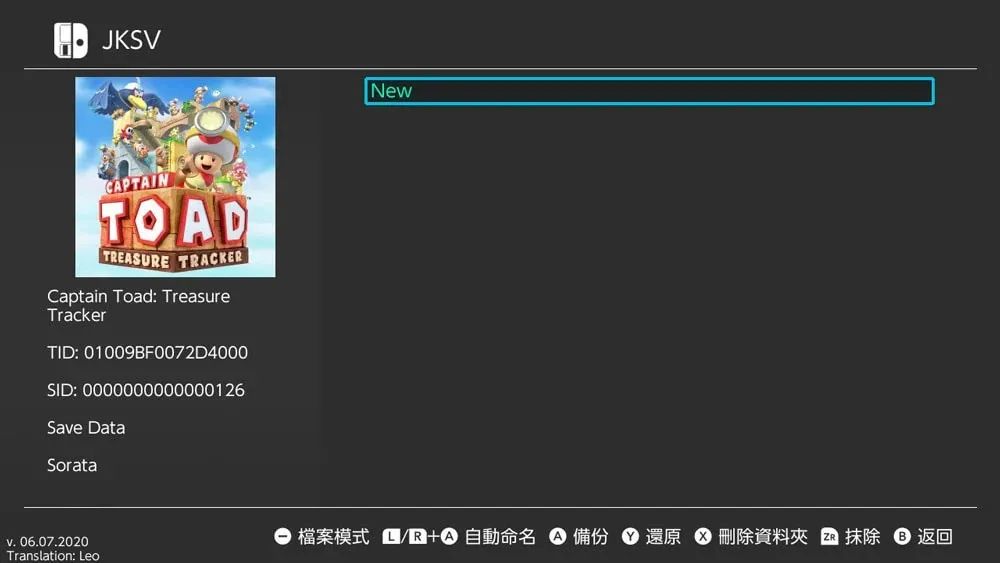 JKSV
New
CAPTAIN
TOAD
TREASURE TRACKER
Captain Toad: Treasure
Tracker
TID: 01009BF0072D4000
SID: 0000000000000126
Save Data
Sorata
v. 06.07.2020
Translation: Leo
− 檔案模式 L/R+A 自動命名 A 備份 Y 還原 X 刪除資料夾 ZR 抹除 B 返回